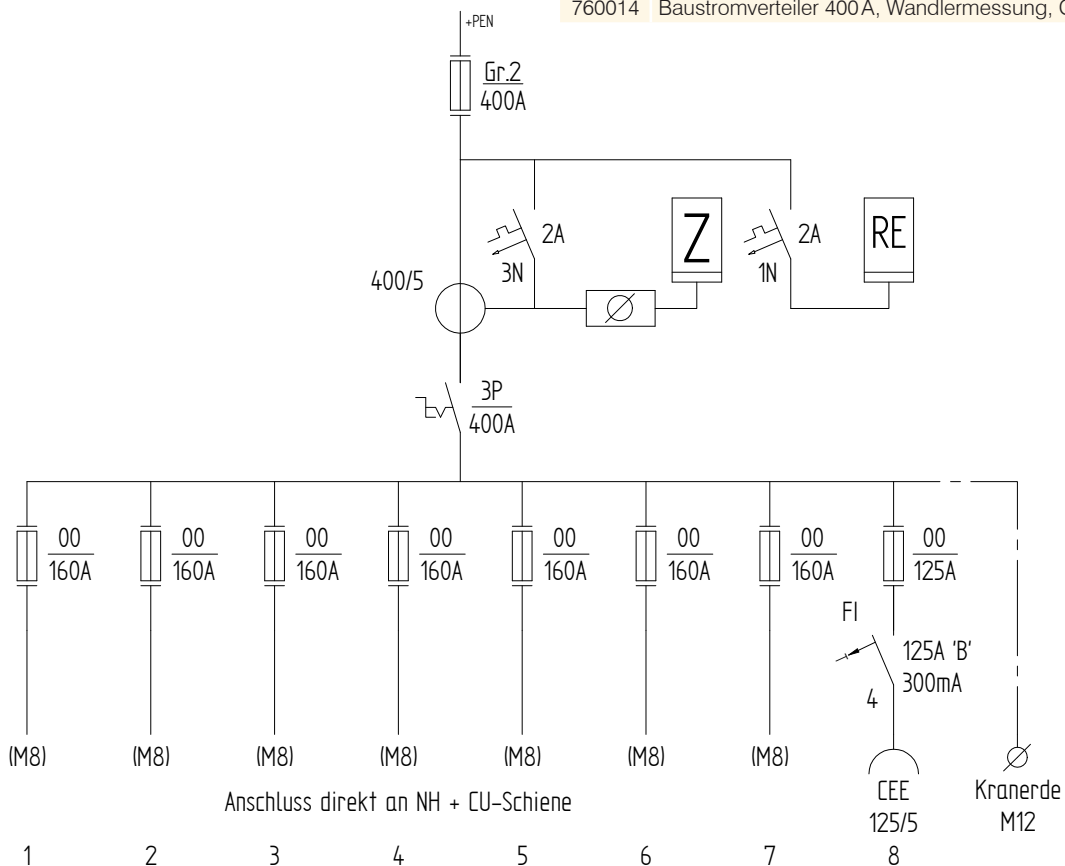 760014 Baustromverteiler 400A, Wandlermessung,
+PEN
Gr.2
400A
2A
3N
Z
2A
1N
RE
400/5
3P
400A
00 00 00 00 00 00 00 00
160A 160A 160A 160A 160A 160A 160A 125A
FI
125A 'B'
300mA
4
(M8) (M8) (M8) (M8) (M8) (M8) (M8)
Anschluss direkt an NH + CU-Schiene
CEE
125/5
Kranerde
M12
1 2 3 4 5 6 7 8